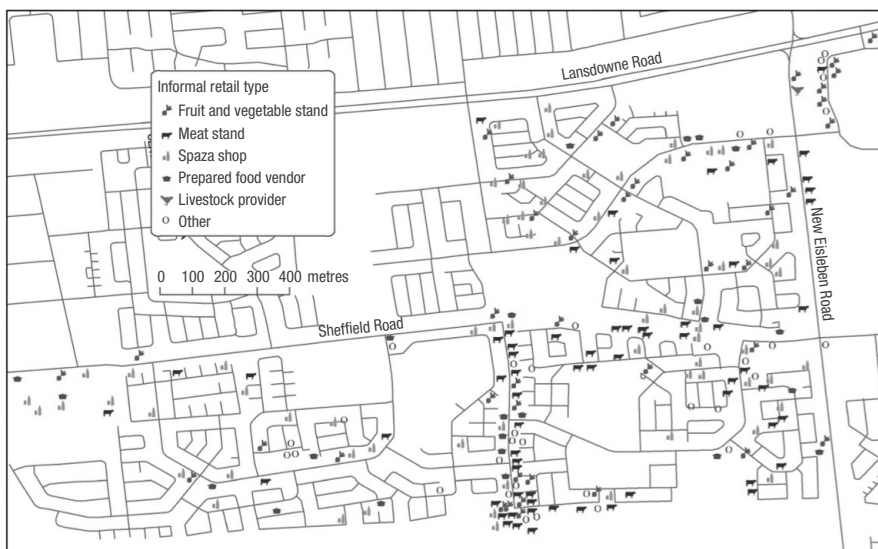 Lansdowne Road
Informal retail type
Fruit and vegetable stand
Meat stand
Spaza shop
Prepared food vendor
Livestock provider
O Other
0 100 200 300 400 metres
New Eisleben Road
Sheffield Road